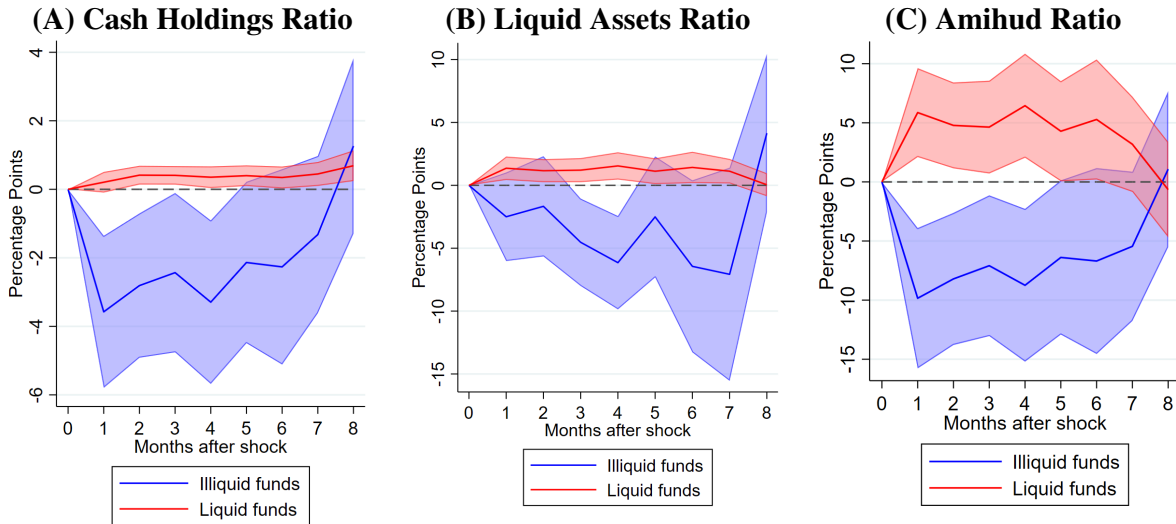 (A) Cash Holdings Ratio
Percentage Points
4
2
0
-2
-4
-6
0 1 2 3 4 5 6 7 8
Months after shock
Illiquid funds
Liquid funds
(B) Liquid Assets Ratio
Percentage Points
10
5
0
-5
-10
-15
0 1 2 3 4 5 6 7 8
Months after shock
Illiquid funds
Liquid funds
(C) Amihud Ratio
Percentage Points
10
5
0
-5
-10
-15
0 1 2 3 4 5 6 7 8
Months after shock
Illiquid funds
Liquid funds